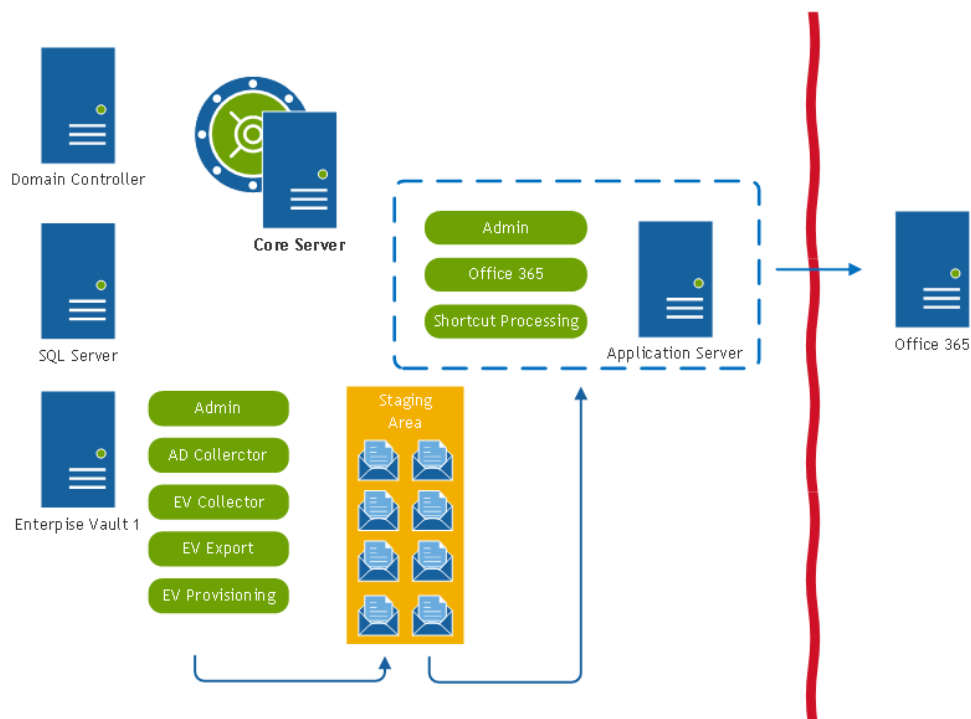 Domain Controller
Core Server
SQL Server
Enterpise Vault 1
Admin
AD Collerctor
EV Collector
EV Export
EV Provisioning
Staging
Area
Admin
Office 365
Shortcut Processing
Application Server
Office 365